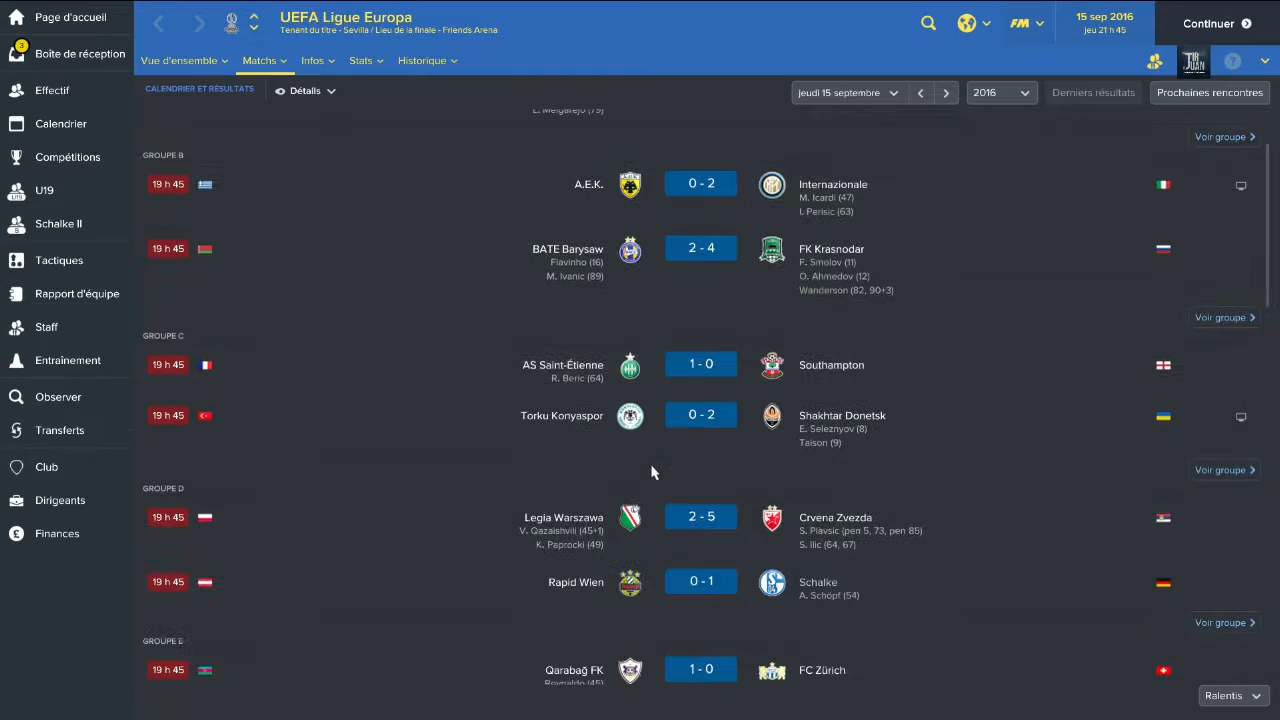 Page d'accueil
UEFA Ligue Europa
Tenant du titre - Sevilla / Lieu de la finale - Friends Arena
FM
15 sep 2016
jeu 21 h 45
Continuer
3
Boîte de réception
Vue d'ensemble
Matchs
Infos
Stats
Historique
Effectif
CALENDRIER ET RÉSULTATS
Détails
jeudi 15 septembre
2016
Derniers résultats
Prochaines rencontres
E. Melgarejo (79)
Calendrier
Voir groupe
Compétitions
GROUPE B
U19
19 h 45
A.E.K.
0 - 2
Internazionale
M. Icardi (47)
I. Perisic (63)
Schalke II
19 h 45
BATE Barysaw
2 - 4
FK Krasnodar
Flavinho (16)
F. Smolov (11)
M. Ivanic (89)
O. Ahmedov (12)
Wanderson (82, 90+3)
Tactiques
Rapport d'équipe
Voir groupe
Staff
GROUPE C
Entraînement
19 h 45
AS Saint-Étienne
1 - 0
Southampton
R. Beric (64)
Observer
19 h 45
Torku Konyaspor
0 - 2
Shakhtar Donetsk
E. Seleznyov (8)
Taison (9)
Transferts
Club
Voir groupe
GROUPE D
Dirigeants
19 h 45
Legia Warszawa
2 - 5
Crvena Zvezda
V. Qazaishvili (45+1)
S. Plavsic (pen 5, 73, pen 85)
K. Paprocki (49)
S. Ilic (64, 67)
Finances
19 h 45
Rapid Wien
0 - 1
Schalke
A. Schöpf (54)
Voir groupe
GROUPE E
19 h 45
Qarabağ FK
1 - 0
FC Zürich
Reynaldo (45)
Ralentis